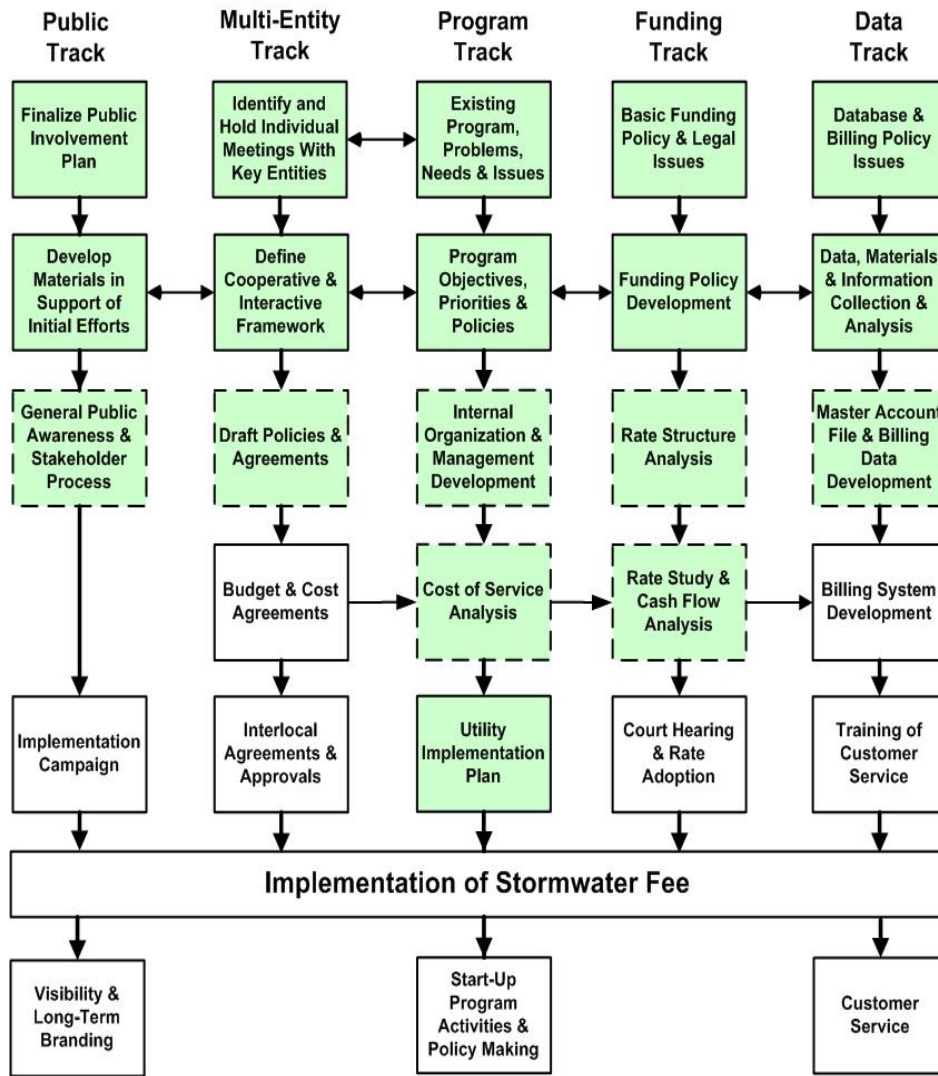 Public
Track
Multi-Entity
Track
Program
Track
Funding
Track
Data
Track
Finalize Public
Involvement
Plan
Identify and
Hold Individual
Meetings With
Key Entities
Existing
Program,
Problems,
Needs & Issues
Basic Funding
Policy & Legal
Issues
Database &
Billing Policy
Issues
Develop
Materials in
Support of
Initial Efforts
Define
Cooperative &
Interactive
Framework
Program
Objectives,
Priorities &
Policies
Funding Policy
Development
Data, Materials
& Information
Collection &
Analysis
General Public
Awareness &
Stakeholder
Process
Draft Policies &
Agreements
Internal
Organization &
Management
Development
Rate Structure
Analysis
Master Account
File & Billing
Data
Development
Budget & Cost
Agreements
Cost of Service
Analysis
Rate Study &
Cash Flow
Analysis
Billing System
Development
Implementation
Campaign
Interlocal
Agreements &
Approvals
Utility
Implementation
Plan
Court Hearing
& Rate
Adoption
Training of
Customer
Service
Implementation of Stormwater Fee
Visibility &
Long-Term
Branding
Start-Up
Program
Activities &
Policy Making
Customer
Service